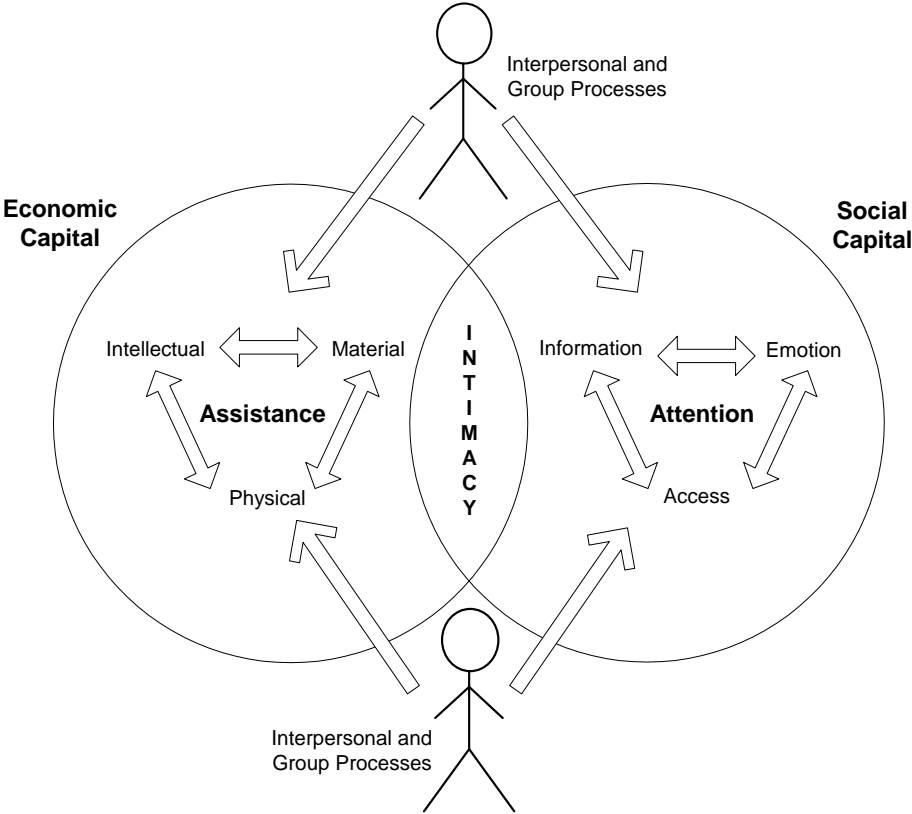 Interpersonal and
Group Processes
Economic
Capital
Social
Capital
Intellectual
Material
Assistance
Physical
I
N
T
I
M
A
C
Y
Information
Emotion
Attention
Access
Interpersonal and
Group Processes